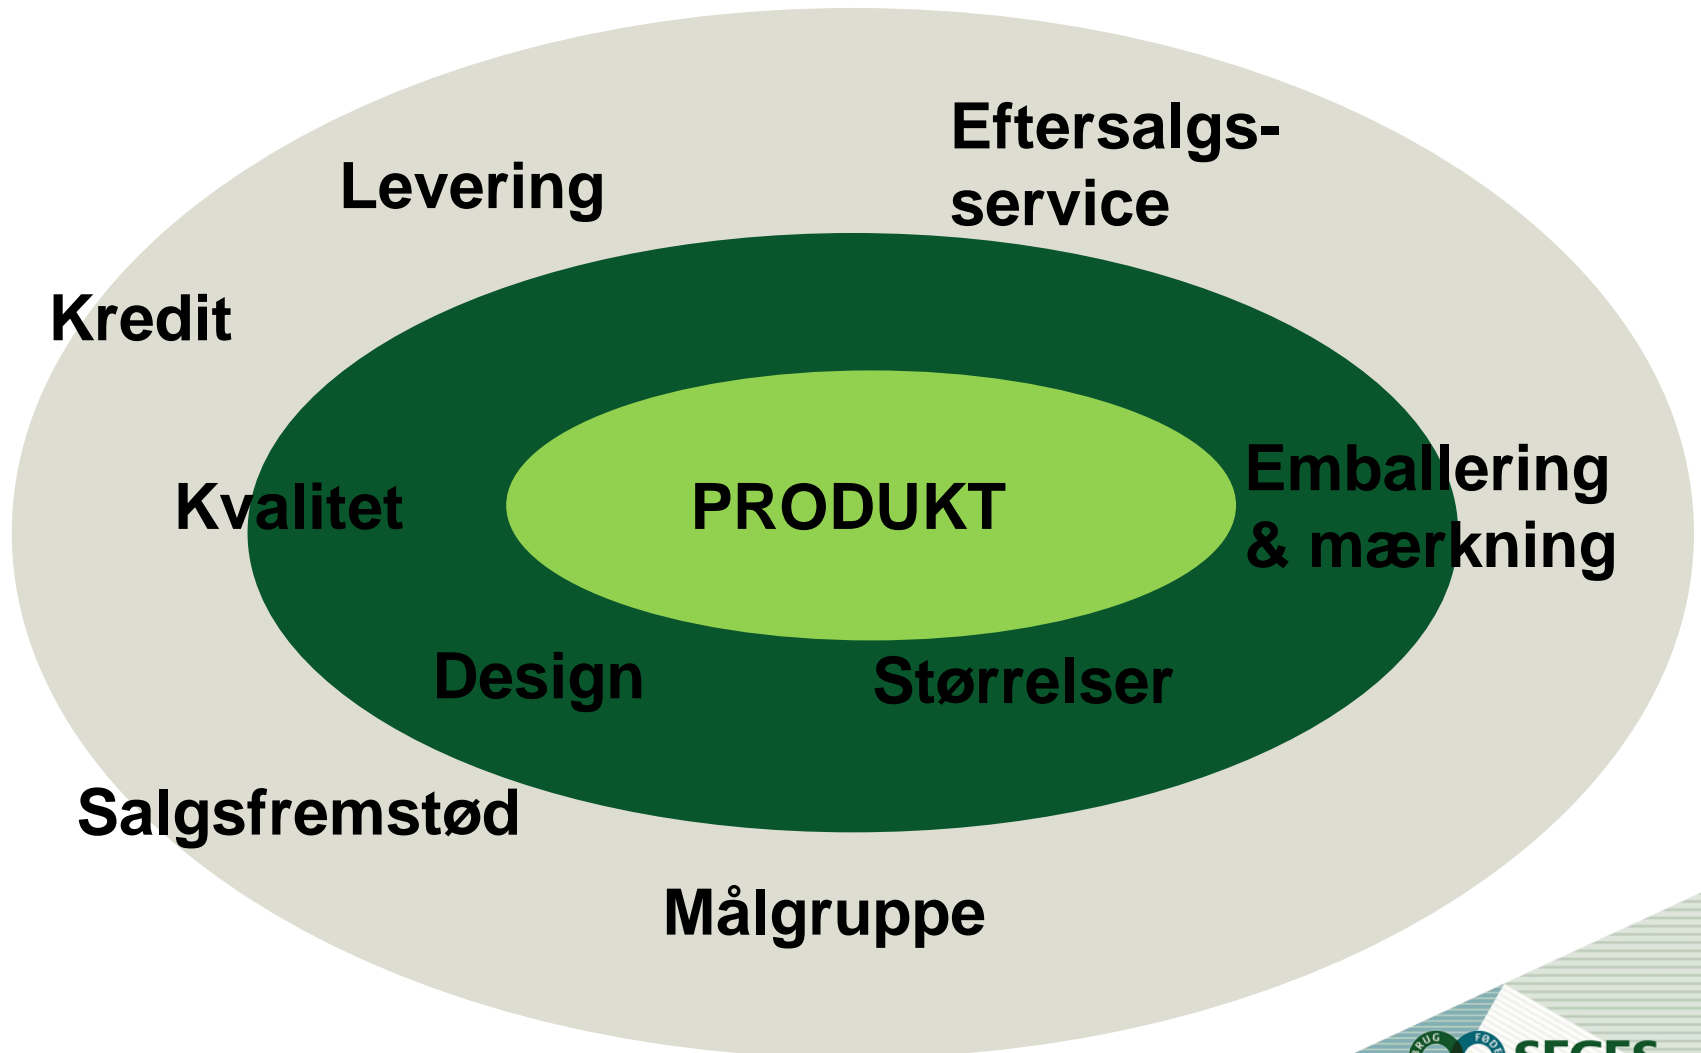 Eftersalgs-
service
Levering
Kredit
Kvalitet
PRODUKT
Emballering
& mærkning
Design
Størrelser
Salgsfremstød
Målgruppe